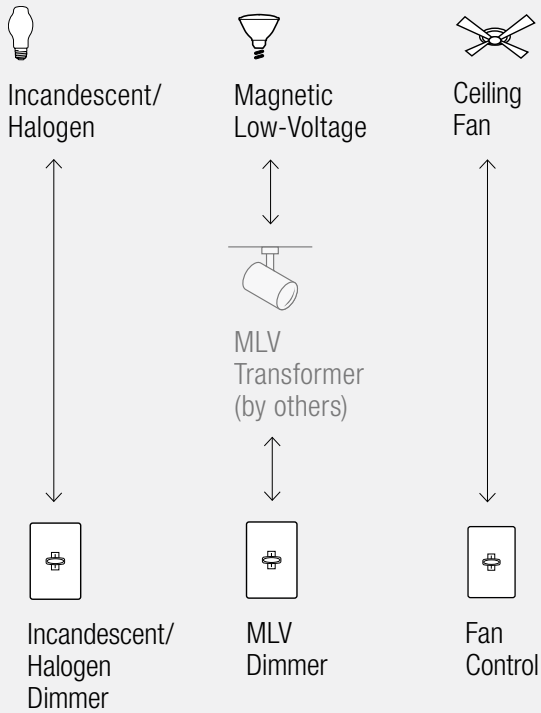 Incandescent/
Halogen
Magnetic
Low-Voltage
Ceiling
Fan
MLV
Transformer
(by others)
Incandescent/
Halogen
Dimmer
MLV
Dimmer
Fan
Control